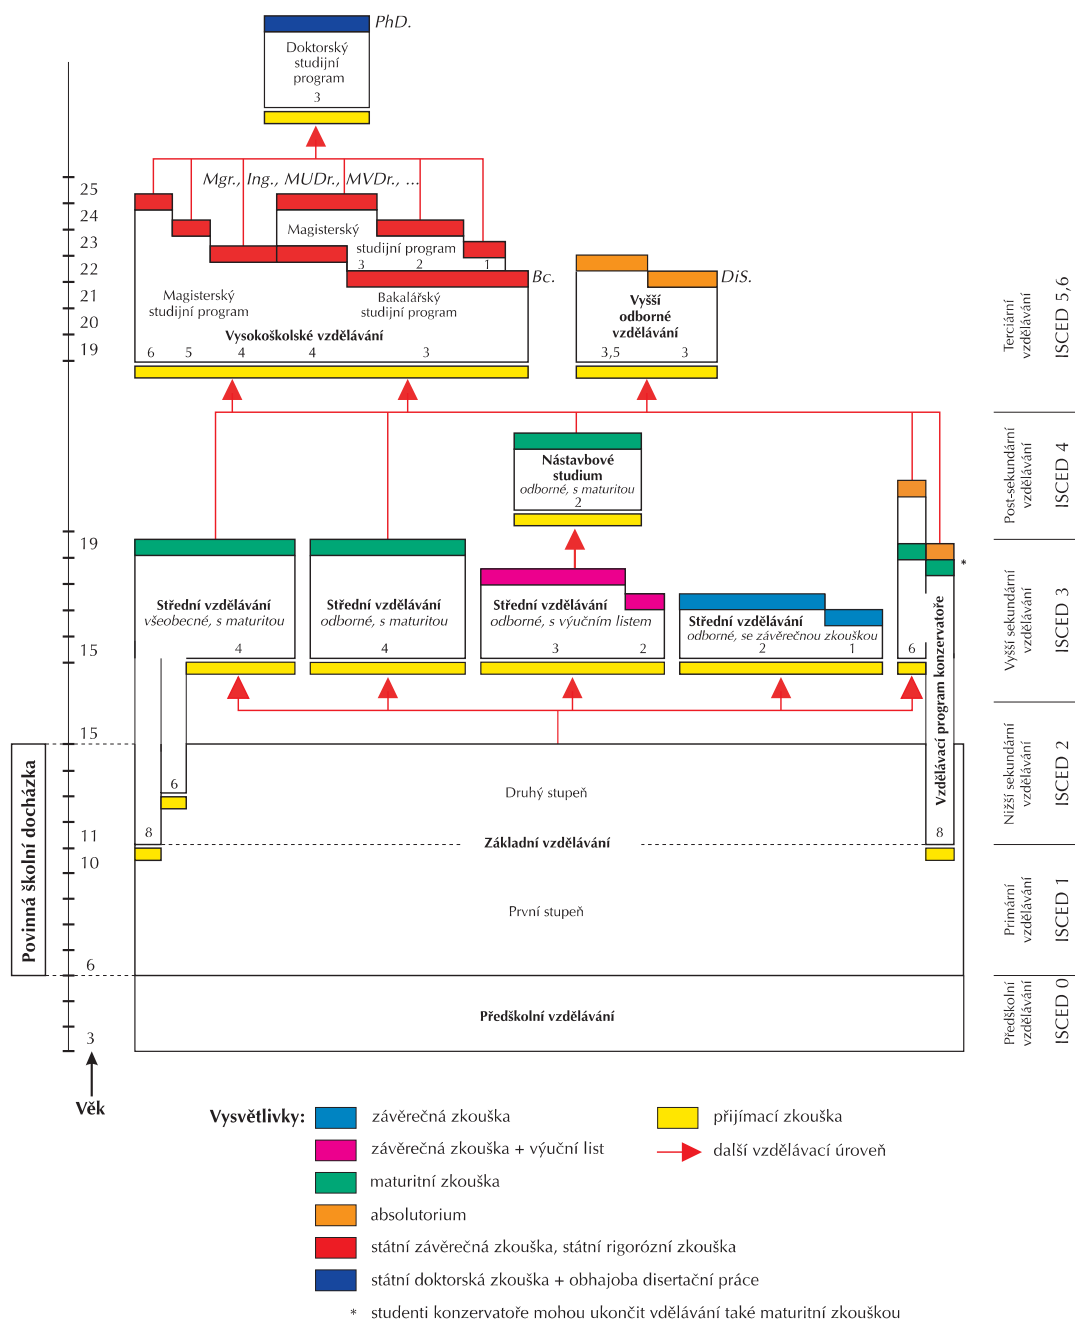 PhD.
Doktorský
studijní
program
3
Mgr., Ing., MUDr., MVDr., ...
25
24
23
22
21
20
19
Magisterský
studijní program
3
2
1
Bc.
DiS.
Magisterský
studijní program
Bakalářský
studijní program
Vysokoškolské vzdělávání
6
5
4
4
3
Vyšší
odborné
vzdělávání
3,5
3
Terciární
vzdělávání
ISCED 5,6
Nástavbové
studium
odborné, s maturitou
2
Post-sekundární
vzdělávání
ISCED 4
19
15
Střední vzdělávání
všeobecné, s maturitou
4
Střední vzdělávání
odborné, s maturitou
4
Střední vzdělávání
odborné, s výučním listem
3
2
Střední vzdělávání
odborné, se závěrečnou zkouškou
2
1
6
*
Vzdělávací program konzervatoře
8
Vyšší sekundární
vzdělávání
ISCED 3
15
11
10
6
3
Povinná školní docházka
6
8
Druhý stupeň
Základní vzdělávání
První stupeň
Předškolní vzdělávání
Nižší sekundární
vzdělávání
ISCED 2
Primární
vzdělávání
ISCED 1
Předškolní
vzdělávání
ISCED 0
Věk
Vysvětlivky:
závěrečná zkouška
závěrečná zkouška + výuční list
maturitní zkouška
absolutorium
státní závěrečná zkouška, státní rigorózní zkouška
státní doktorská zkouška + obhajoba disertační práce
* studenti konzervatoře mohou ukončit vdělávání také maturitní zkouškou
přijímací zkouška
další vzdělávací úroveň